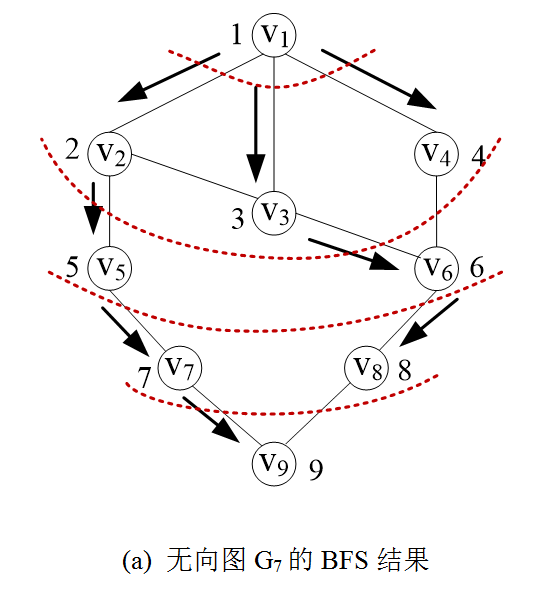 1 v₁
2 v₂
v₄ 4
3 v₃
5 v₅
v₆ 6
7 v₇
v₈ 8
v₉ 9
(a) 无向图 G₇ 的 BFS 结果